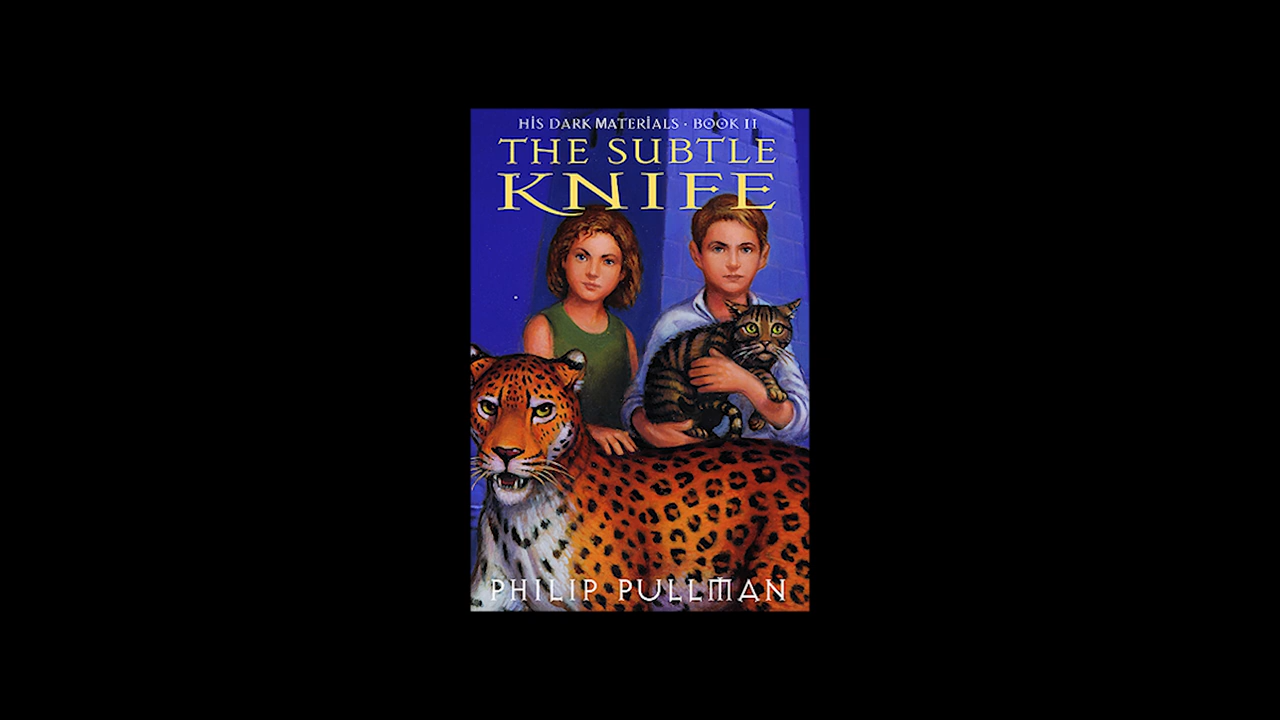 HIS DARK MATERIALS · BOOK II
THE SUBTLE
KNIFE
PHILIP PULLMAN